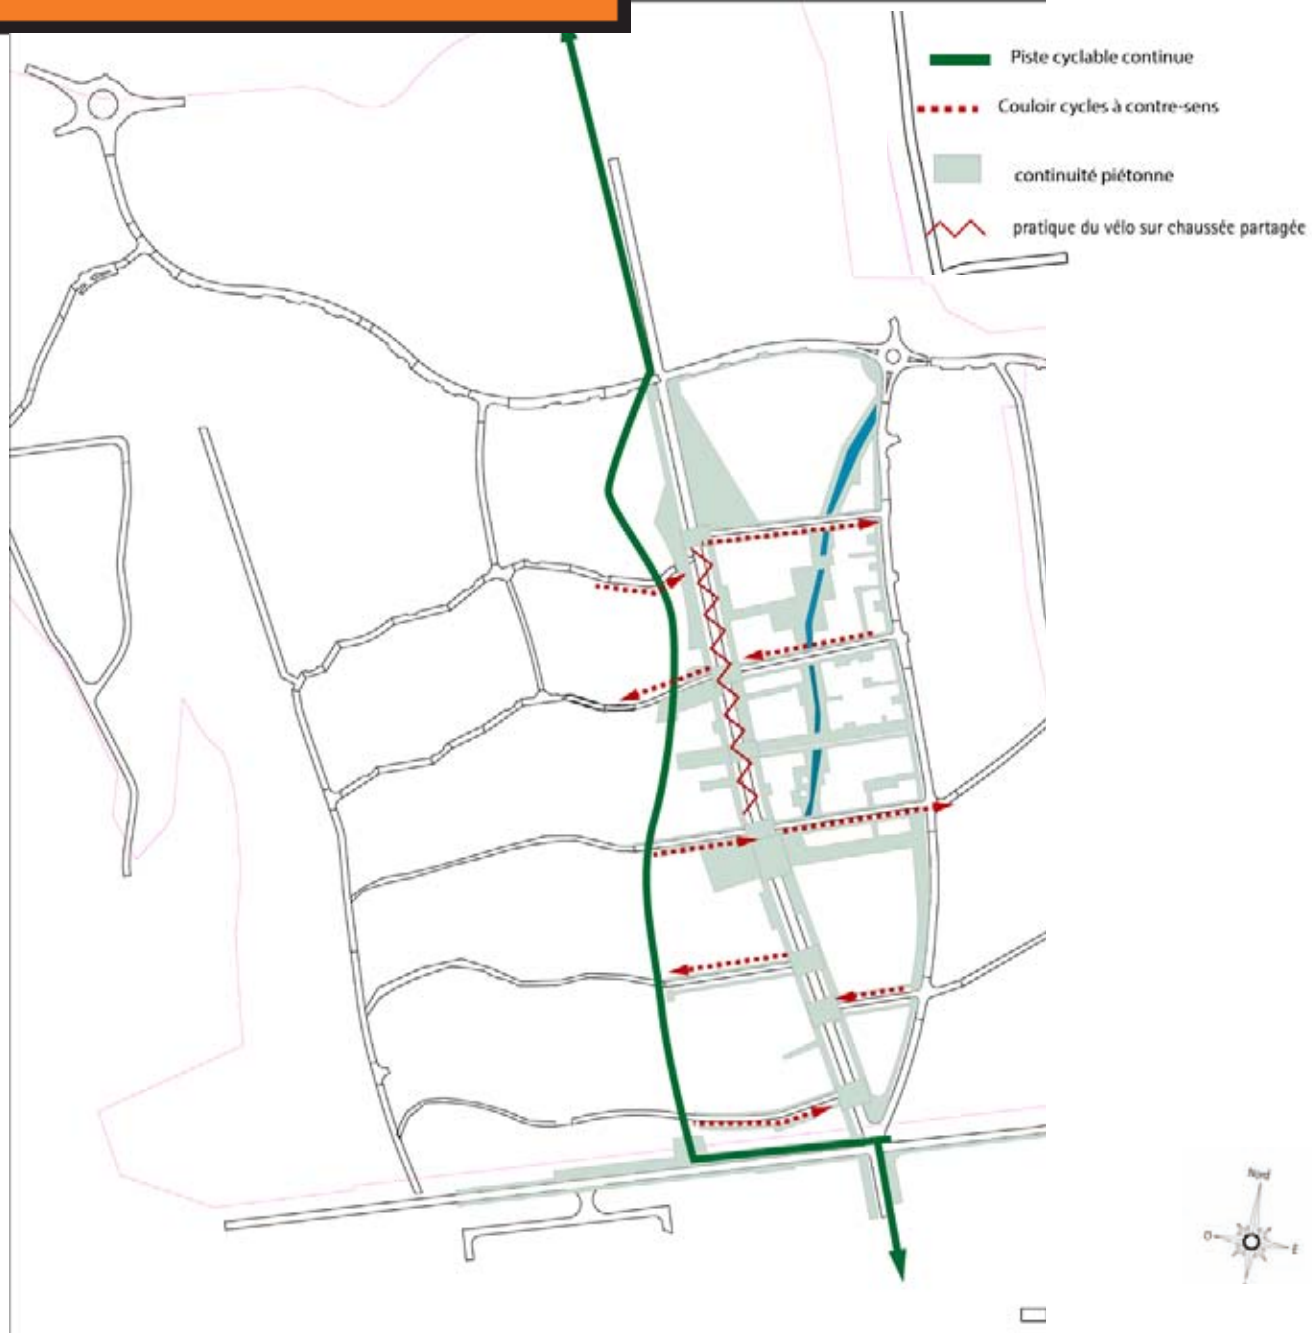 Piste cyclable continue
Couloir cycles à contre-sens
continuité piétonne
pratique du vélo sur chaussée partagée
Nord
O
E